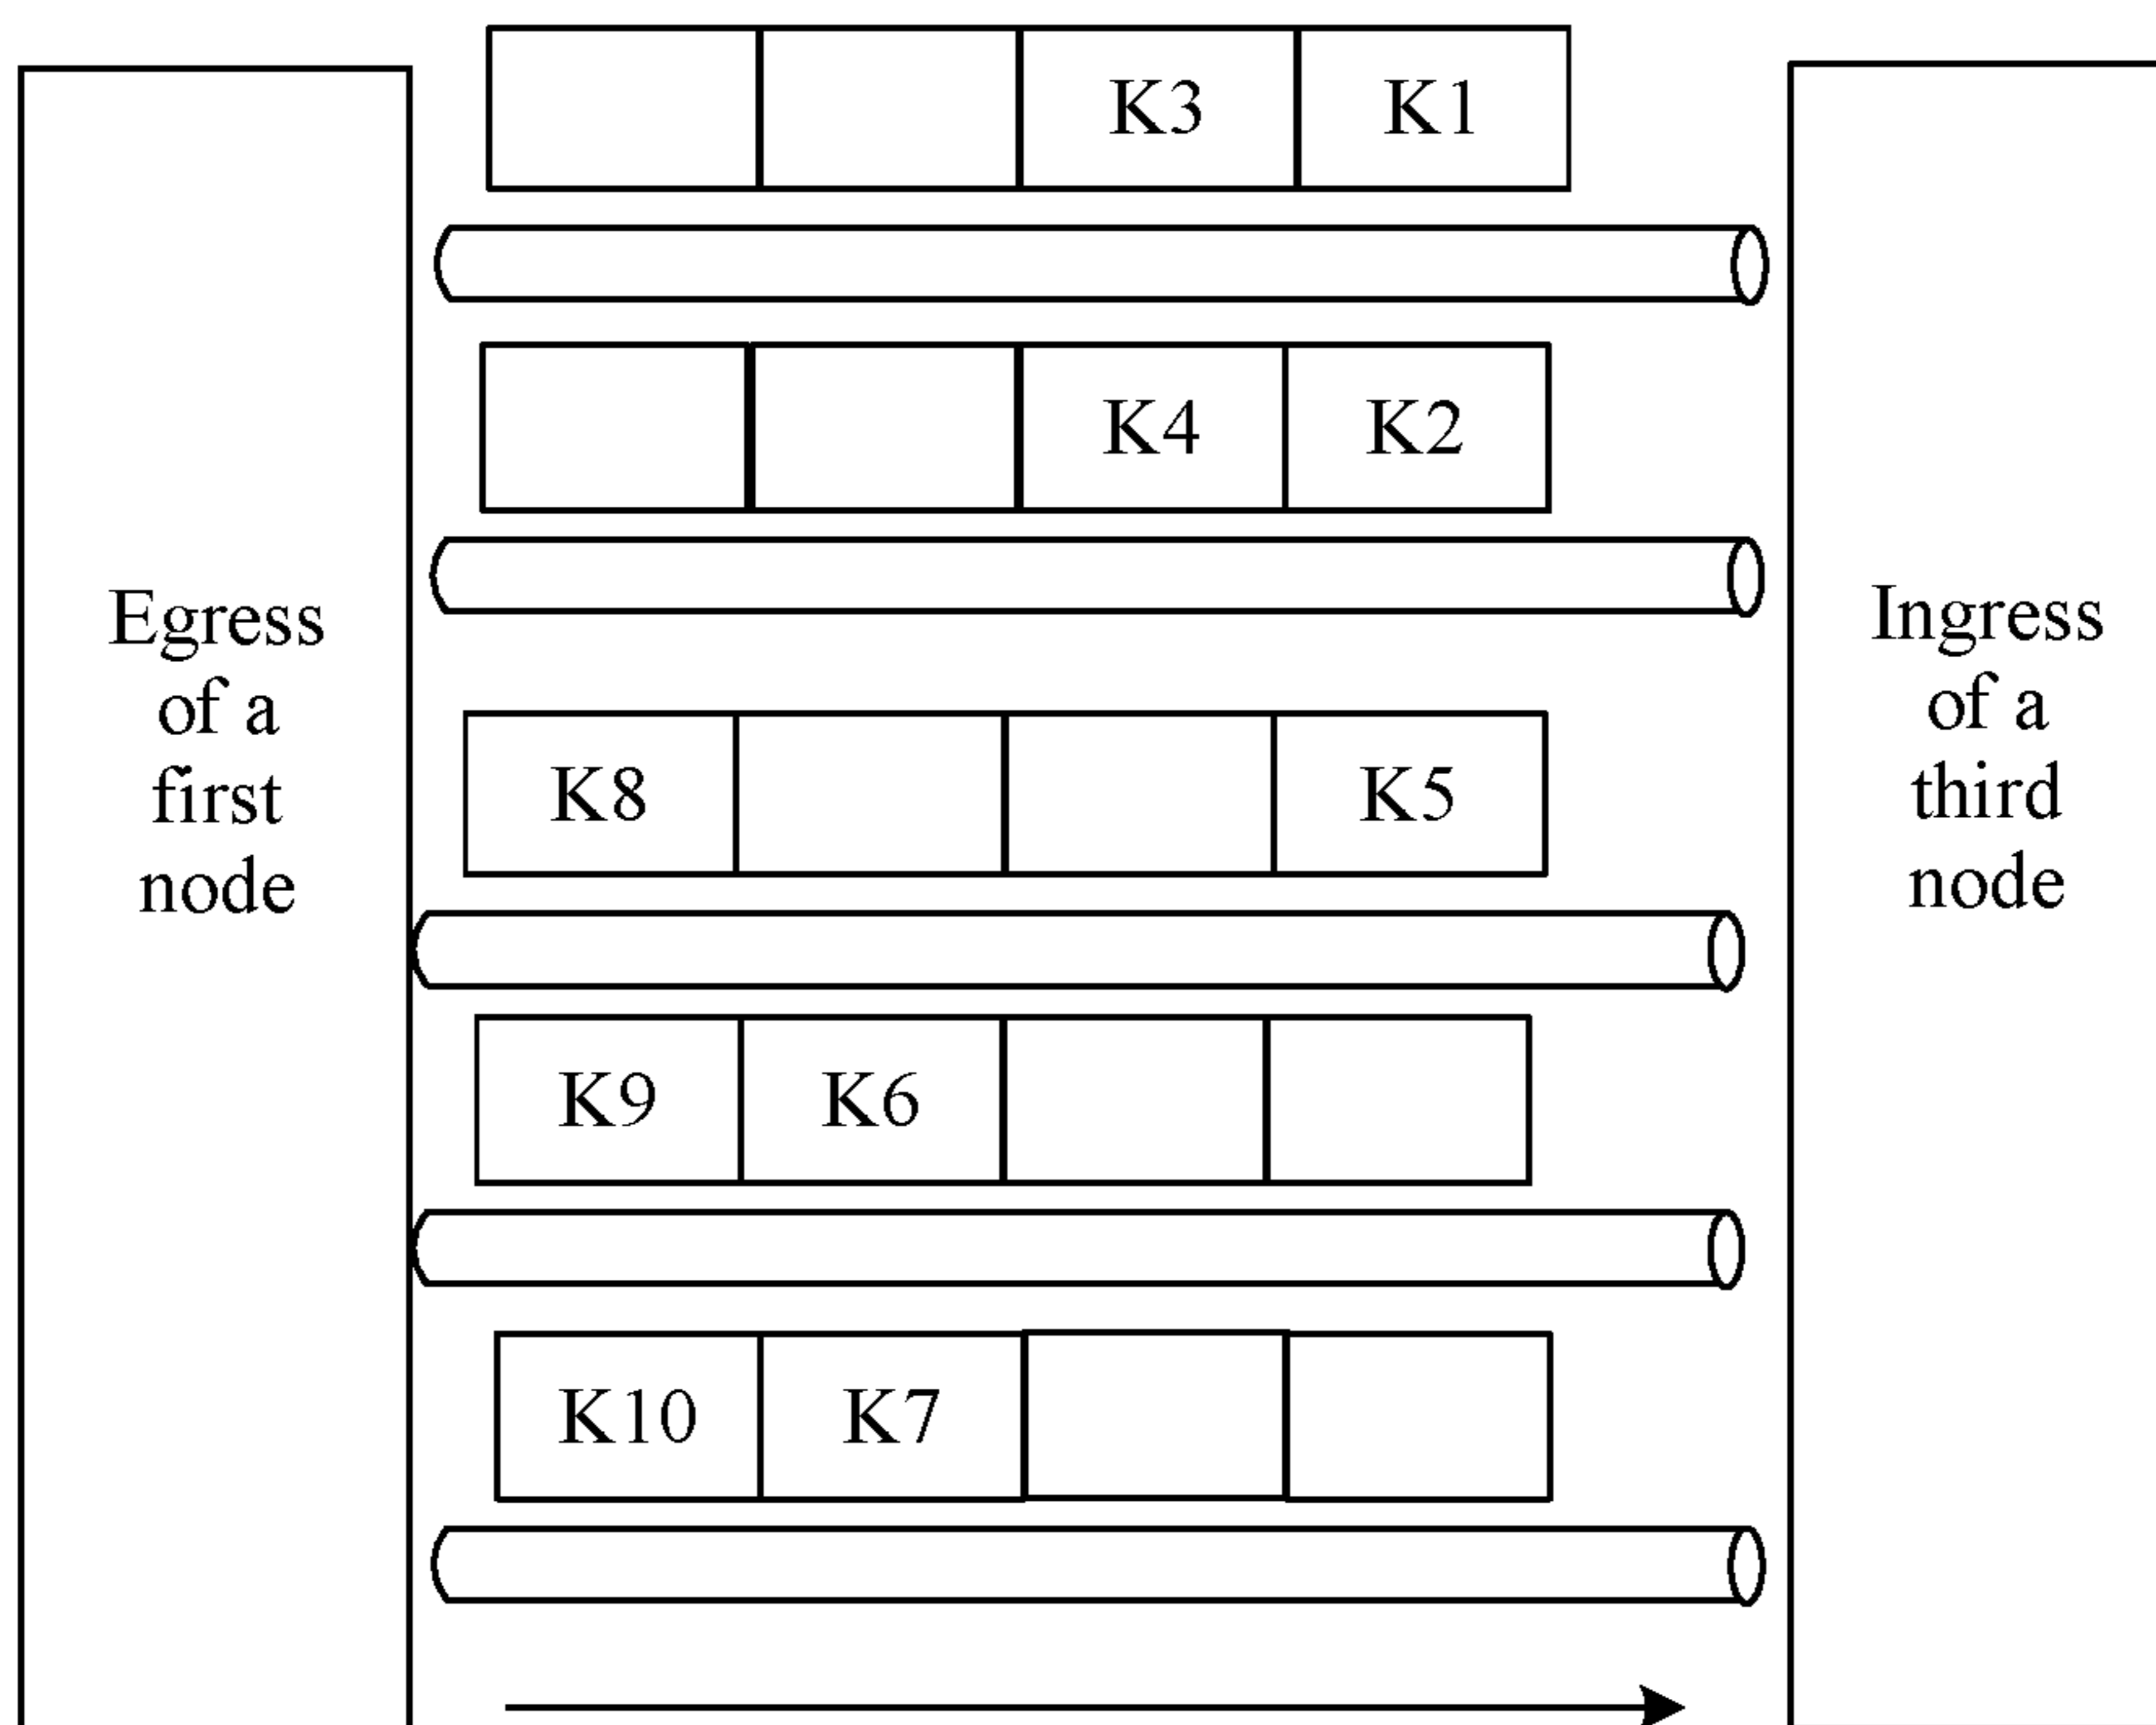 K3 K1
K4 K2
Egress
of a
first
node
K8 K5
K9 K6
K10 K7
Ingress
of a
third
node